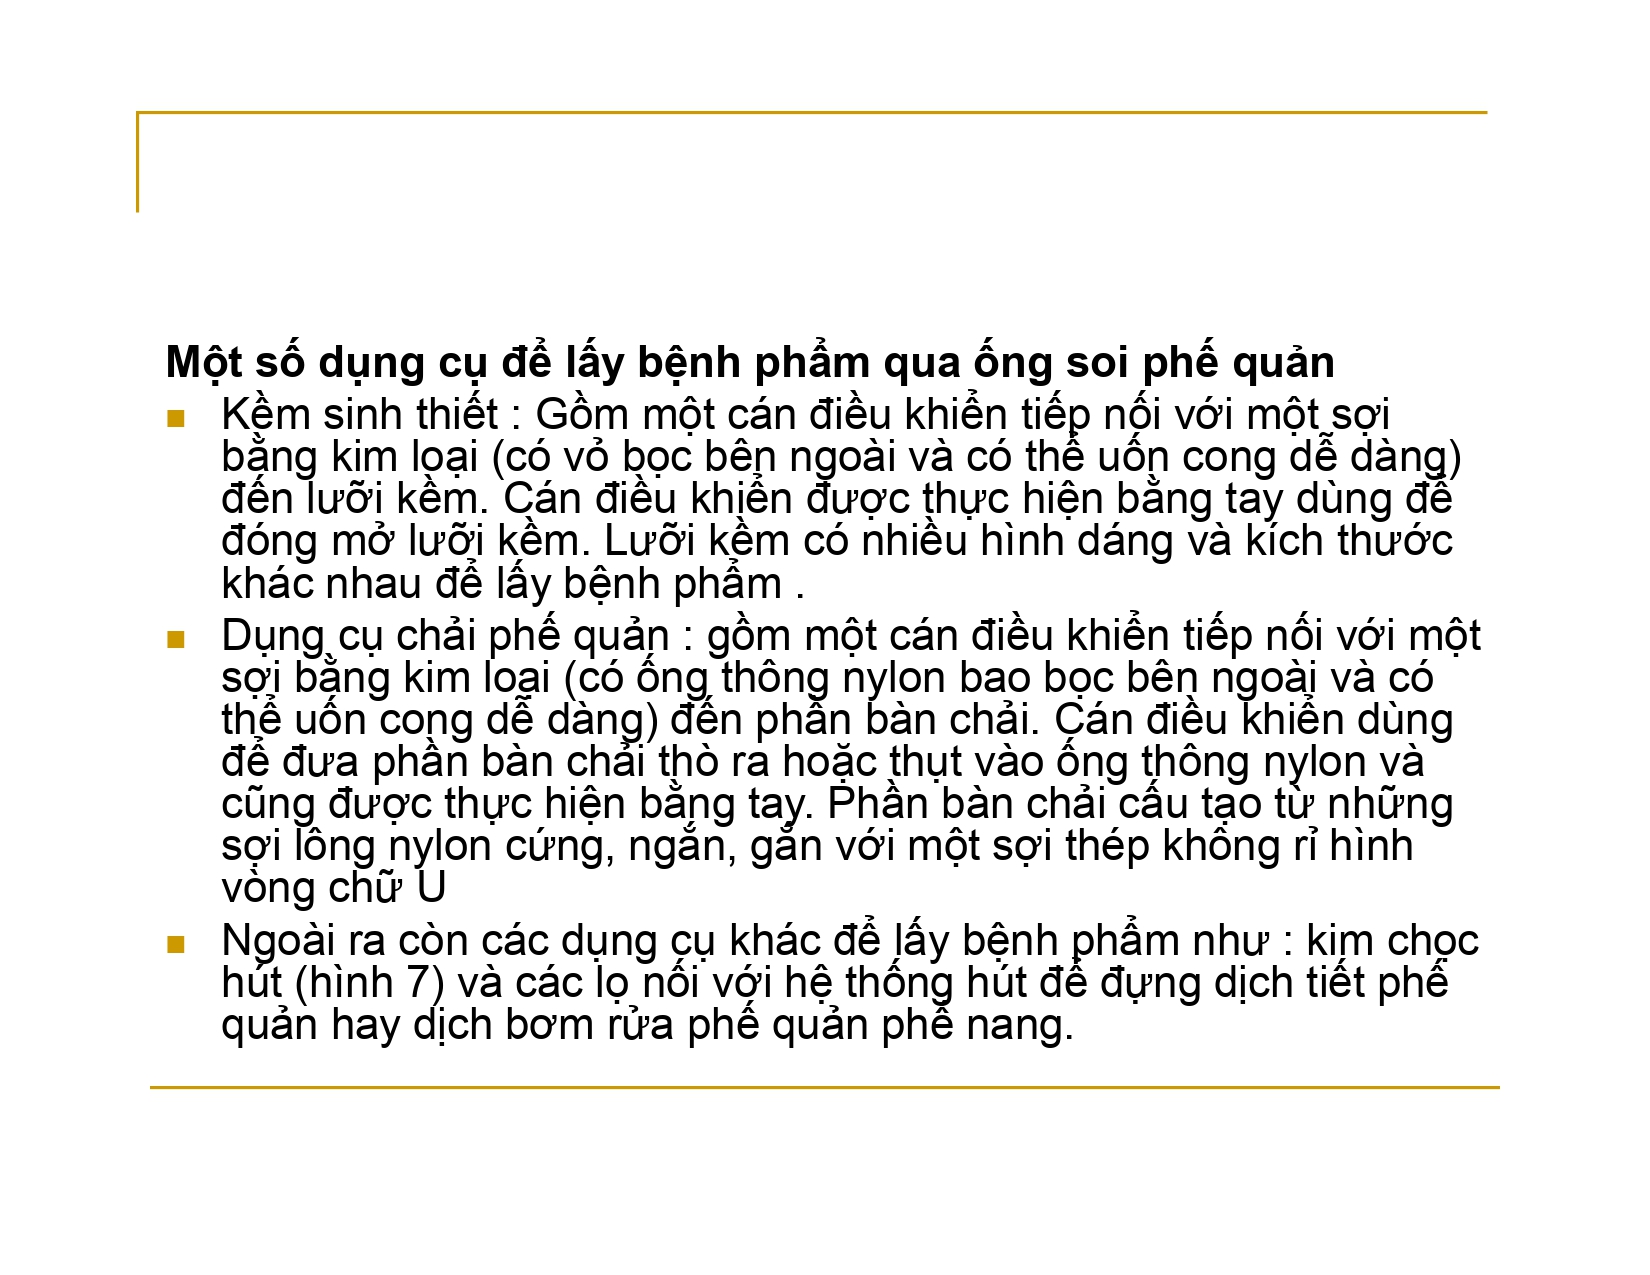 Một số dụng cụ để lấy bệnh phẩm qua ống soi phế quản
Kềm sinh thiết : Gồm một cán điều khiển tiếp nối với một sợi
bằng kim loại (có vỏ bọc bên ngoài và có thể uốn cong dễ dàng)
đến lưỡi kềm. Cán điều khiển được thực hiện bằng tay dùng để
đóng mở lưỡi kềm. Lưỡi kềm có nhiều hình dáng và kích thước
khác nhau để lấy bệnh phẩm .
Dụng cụ chải phế quản : gồm một cán điều khiển tiếp nối với một
sợi bằng kim loại (có ống thông nylon bao bọc bên ngoài và có
thể uốn cong dễ dàng) đến phần bàn chải. Cán điều khiển dùng
để đưa phần bàn chải thò ra hoặc thụt vào ống thông nylon và
cũng được thực hiện bằng tay. Phần bàn chải cấu tạo từ những
sợi lông nylon cứng, ngắn, gắn với một sợi thép không rỉ hình
vòng chữ U
Ngoài ra còn các dụng cụ khác để lấy bệnh phẩm như : kim chọc
hút (hình 7) và các lọ nối với hệ thống hút để đựng dịch tiết phế
quản hay dịch bơm rửa phế quản phế nang.